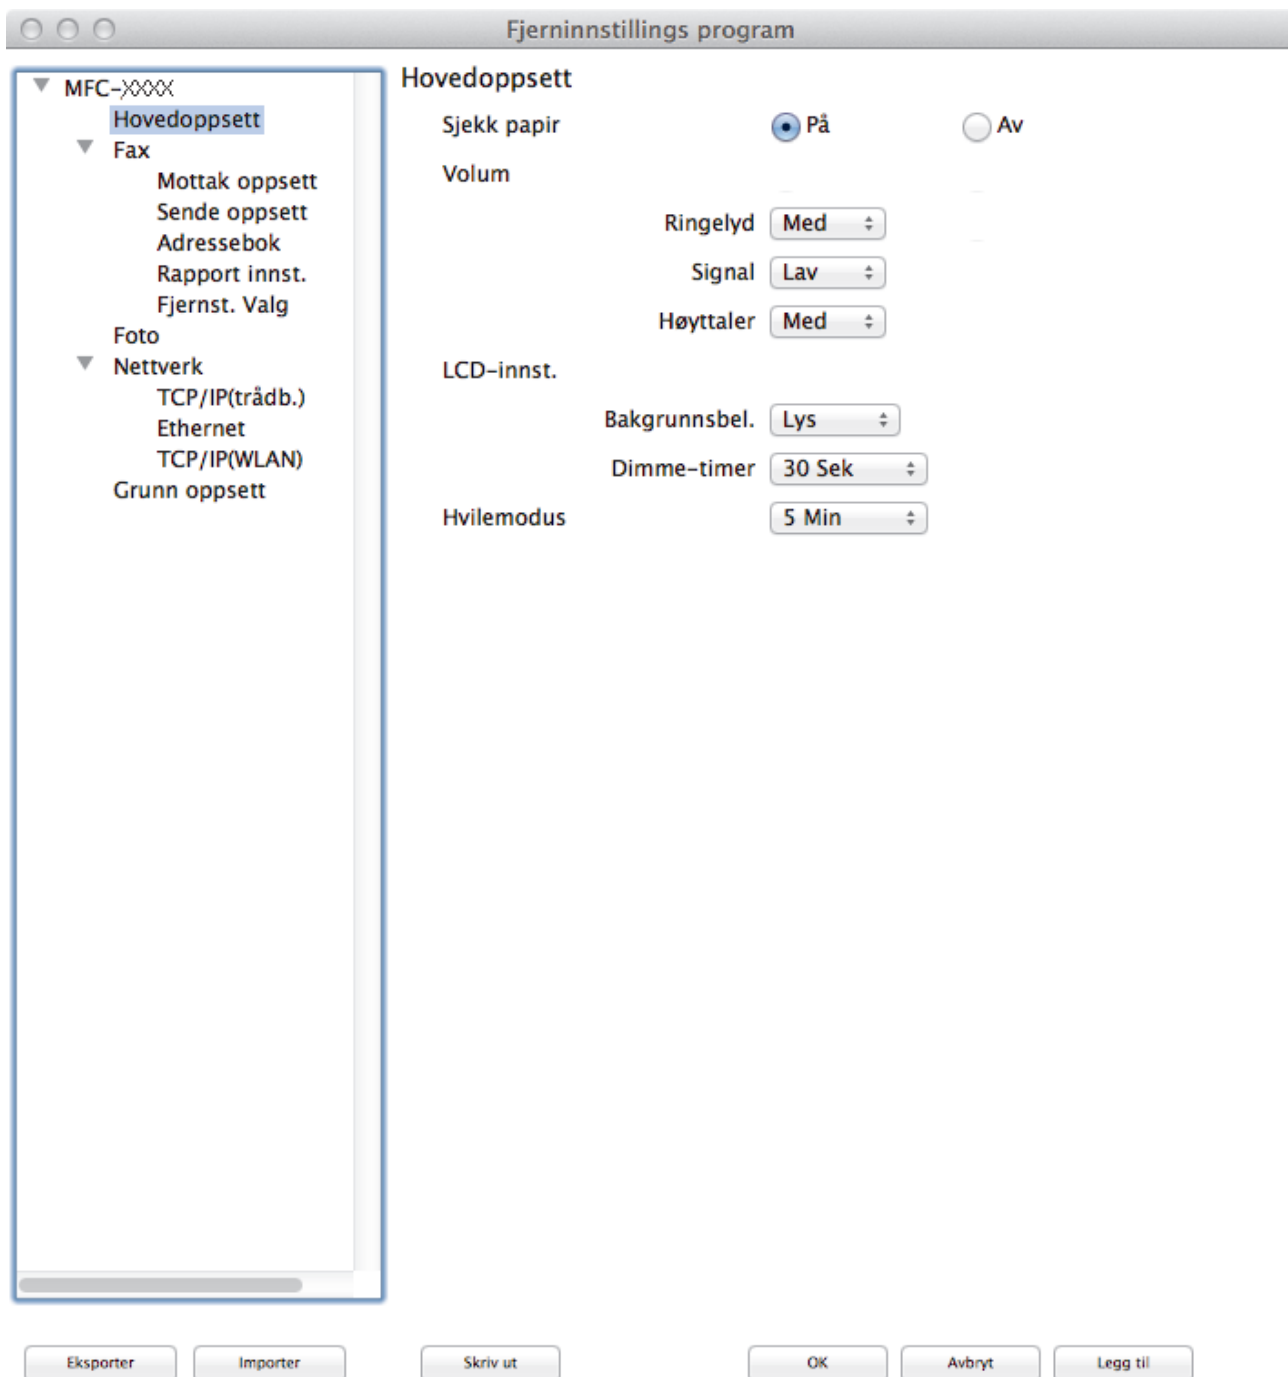 Fjerninnstillings program
MFC-XXXX
Hovedoppsett
Fax
Mottak oppsett
Sende oppsett
Adressebok
Rapport innst.
Fjernst. Valg
Foto
Nettverk
TCP/IP(trådb.)
Ethernet
TCP/IP(WLAN)
Grunn oppsett
Hovedoppsett
Sjekk papir På Av
Volum
Ringelyd Med
Signal Lav
Høyttaler Med
LCD-innst.
Bakgrunnsbel. Lys
Dimme-timer 30 Sek
Hvilemodus 5 Min
Eksporter Importer Skriv ut OK Avbryt Legg til